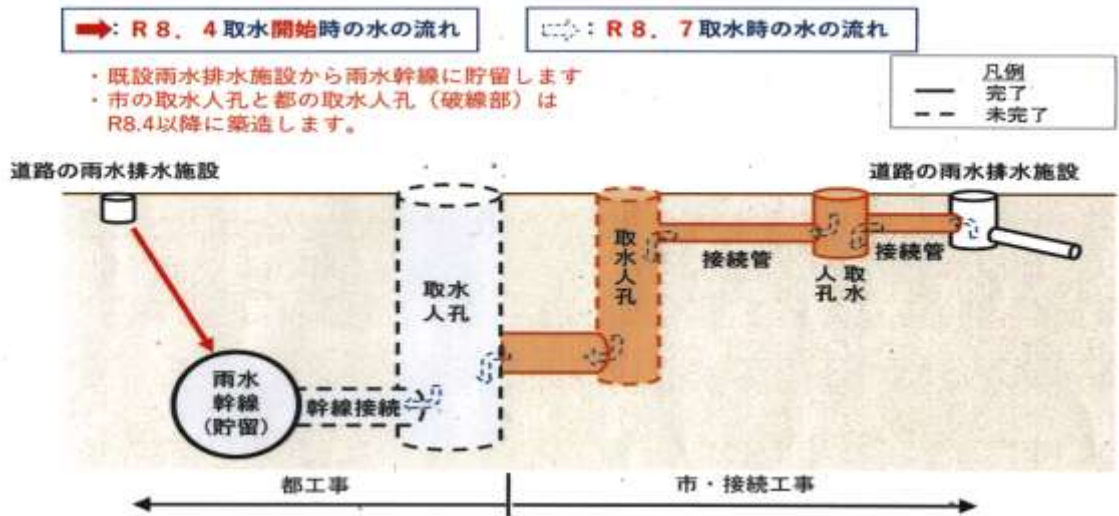 ：Ｒ８．４取水開始時の水の流れ
：Ｒ８．７取水時の水の流れ
・既設雨水排水施設から雨水幹線に貯留します
・市の取水人孔と都の取水人孔（破線部）は
R8.4以降に築造します。
凡例
完了
未完了
道路の雨水排水施設
道路の雨水排水施設
取水
人孔
取水人孔
接続管
取水
人孔
接続管
雨水
幹線
(貯留)
幹線接続
都工事
市・接続工事